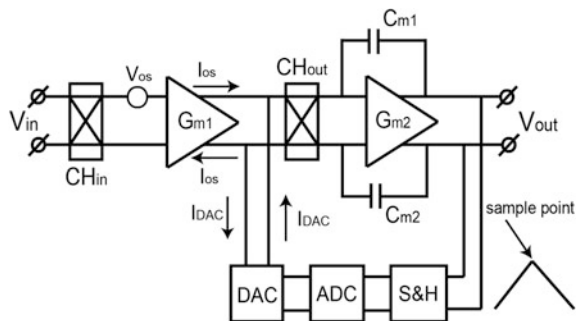 Cm1
Vos
Ios
CHout
Vin
Gm1
Gm2
Vout
CHin
Ios
Cm2
IDAC
IDAC
sample point
DAC
ADC
S&H